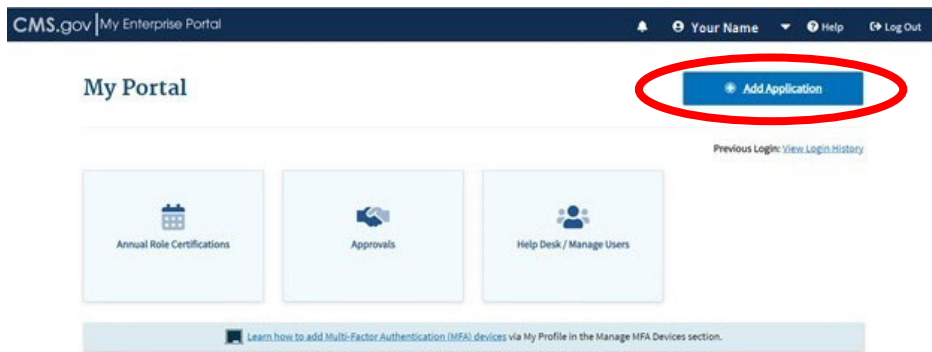 CMS.gov My Enterprise Portal Your Name Help Log Out
My Portal Add Application
Previous Login: View Login History
Annual Role Certifications Approvals Help Desk / Manage Users
Learn how to add Multi-Factor Authentication (MFA) devices via My Profile in the Manage MFA Devices section.